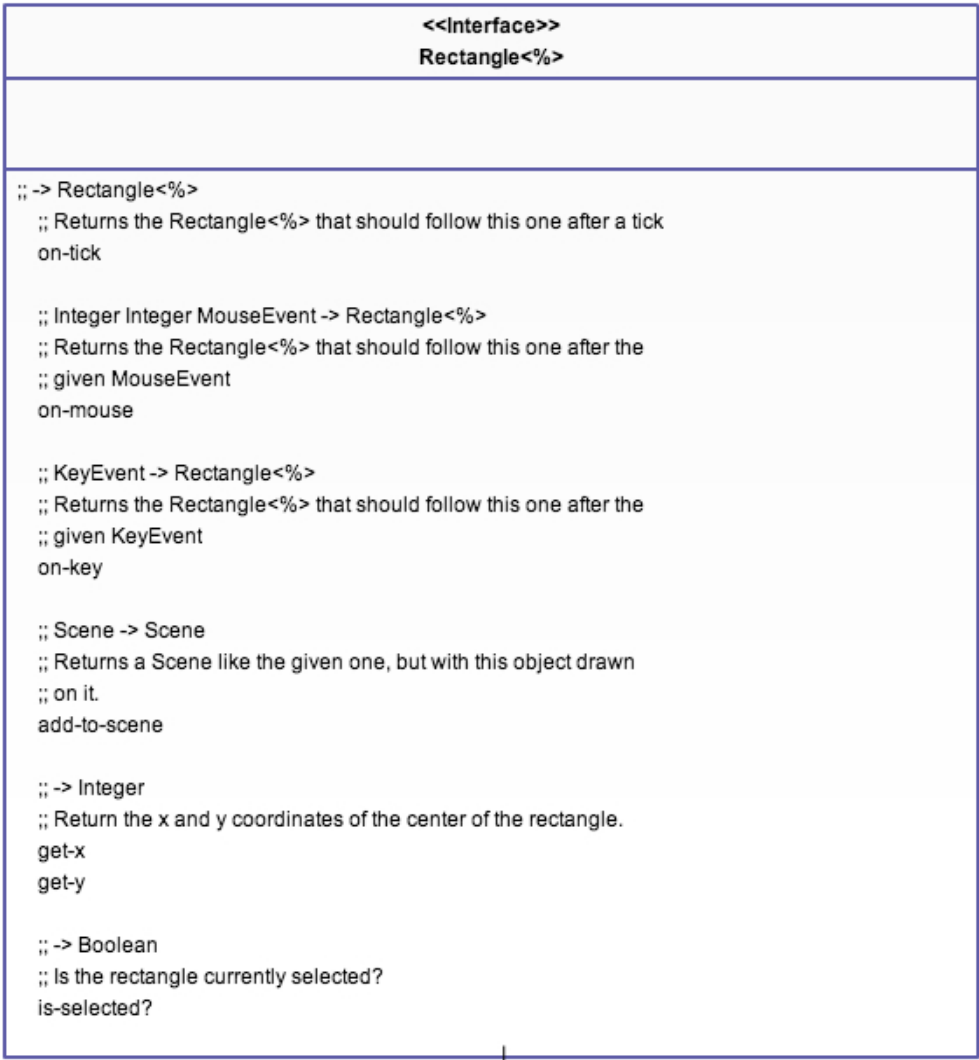 <<Interface>>
Rectangle<%>
;; -> Rectangle<%>
;; Returns the Rectangle<%> that should follow this one after a tick
on-tick
;; Integer Integer MouseEvent -> Rectangle<%>
;; Returns the Rectangle<%> that should follow this one after the
;; given MouseEvent
on-mouse
;; KeyEvent -> Rectangle<%>
;; Returns the Rectangle<%> that should follow this one after the
;; given KeyEvent
on-key
;; Scene -> Scene
;; Returns a Scene like the given one, but with this object drawn
;; on it.
add-to-scene
;; -> Integer
;; Return the x and y coordinates of the center of the rectangle.
get-x
get-y
;; -> Boolean
;; Is the rectangle currently selected?
is-selected?